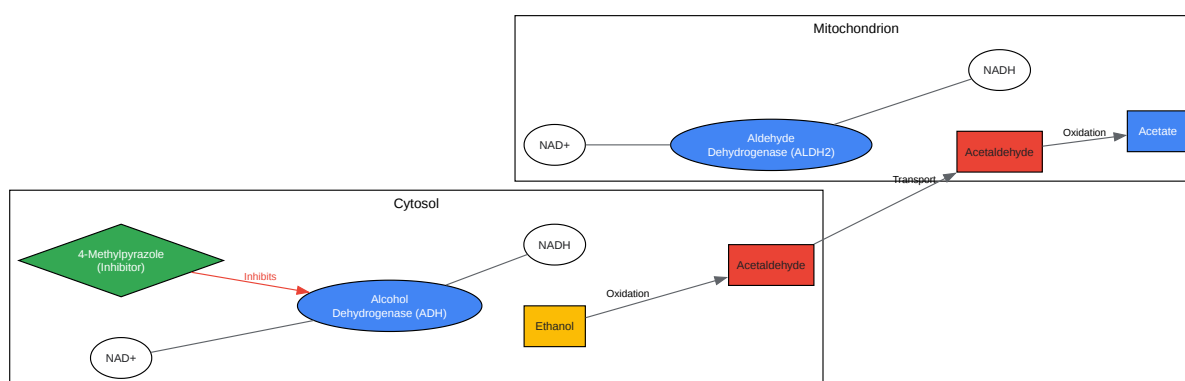 Mitochondrion
NADH
NAD+
Aldehyde
Dehydrogenase (ALDH2)
Acetaldehyde
Oxidation
Acetate
Transport
Cytosol
4-Methylpyrazole
(Inhibitor)
Inhibits
Alcohol
Dehydrogenase (ADH)
NADH
NAD+
Ethanol
Oxidation
Acetaldehyde